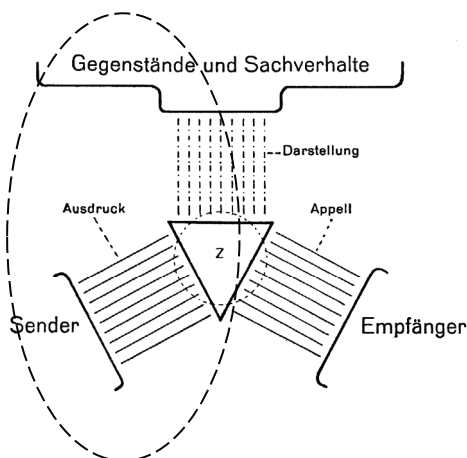 Gegenstände und Sachverhalte
Darstellung
Ausdruck
Appell
Z
Sender
Empfänger